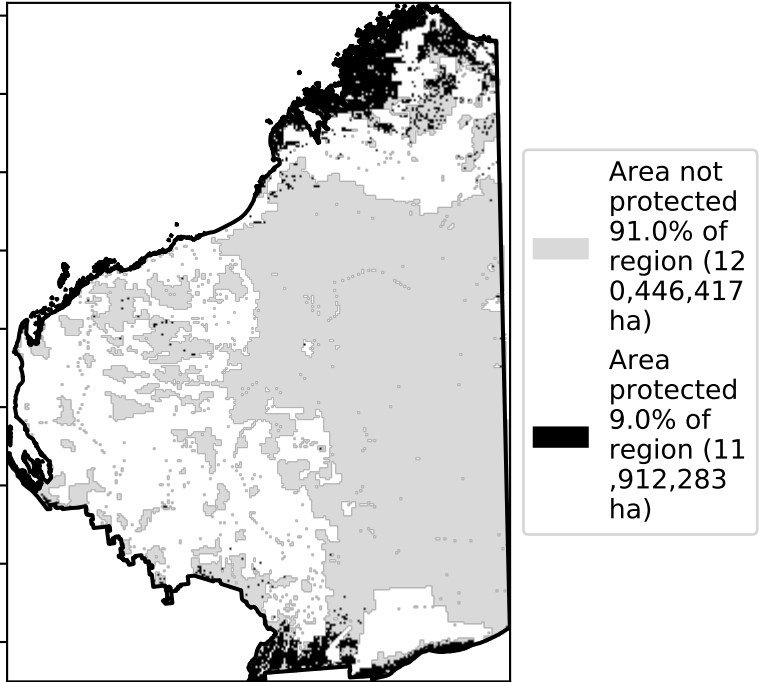 Area not
protected
91.0% of
region (12
0,446,417
ha)
Area
protected
9.0% of
region (11
,912,283
ha)